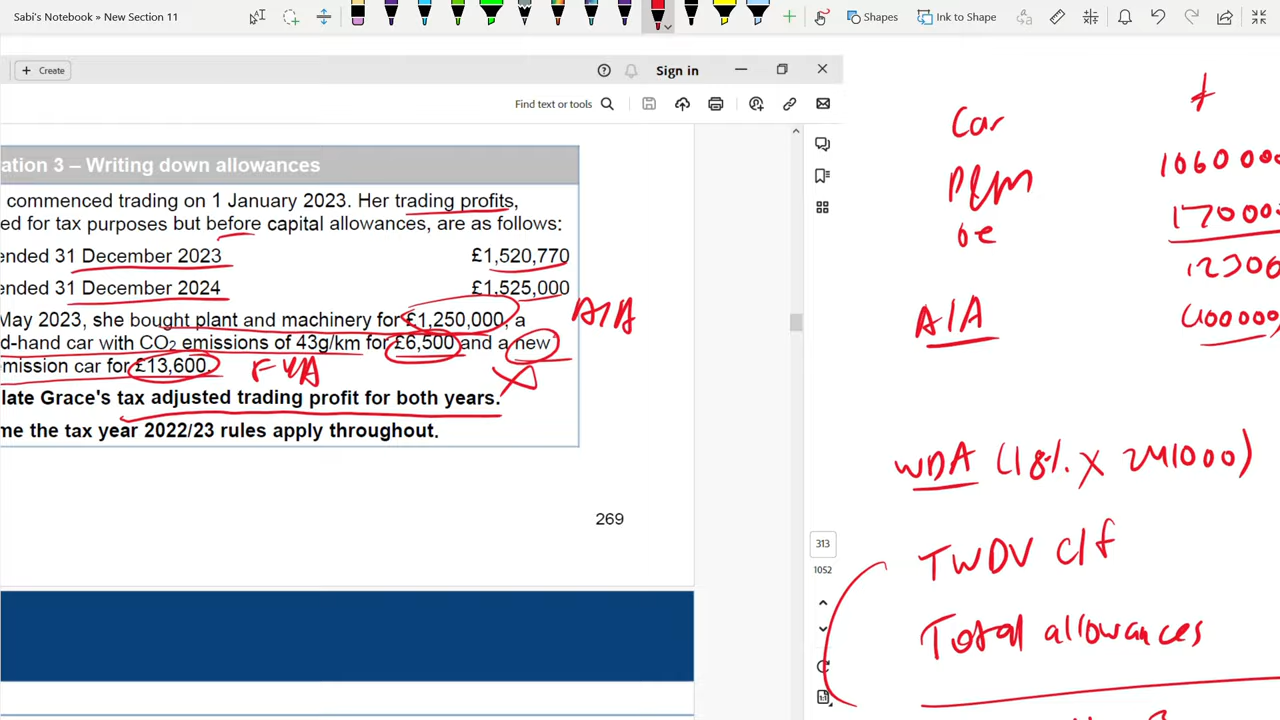 Sabi's Notebook » New Section 11
Shapes
Ink to Shape
+ Create
Sign in
Find text or tools
ation 3 – Writing down allowances
commenced trading on 1 January 2023. Her trading profits,
ed for tax purposes but before capital allowances, are as follows:
ended 31 December 2023 £1,520,770
ended 31 December 2024 £1,525,000
May 2023, she bought plant and machinery for £1,250,000, a
AIA
d-hand car with CO₂ emissions of 43g/km for £6,500 and a new
mission car for £13,600.
FYA
late Grace's tax adjusted trading profit for both years.
me the tax year 2022/23 rules apply throughout.
269
313
1052
£
Car
1060 000
P&M
170000
be
AIA
WDA (18% X 241000)
TWDV c/f
Total allowances